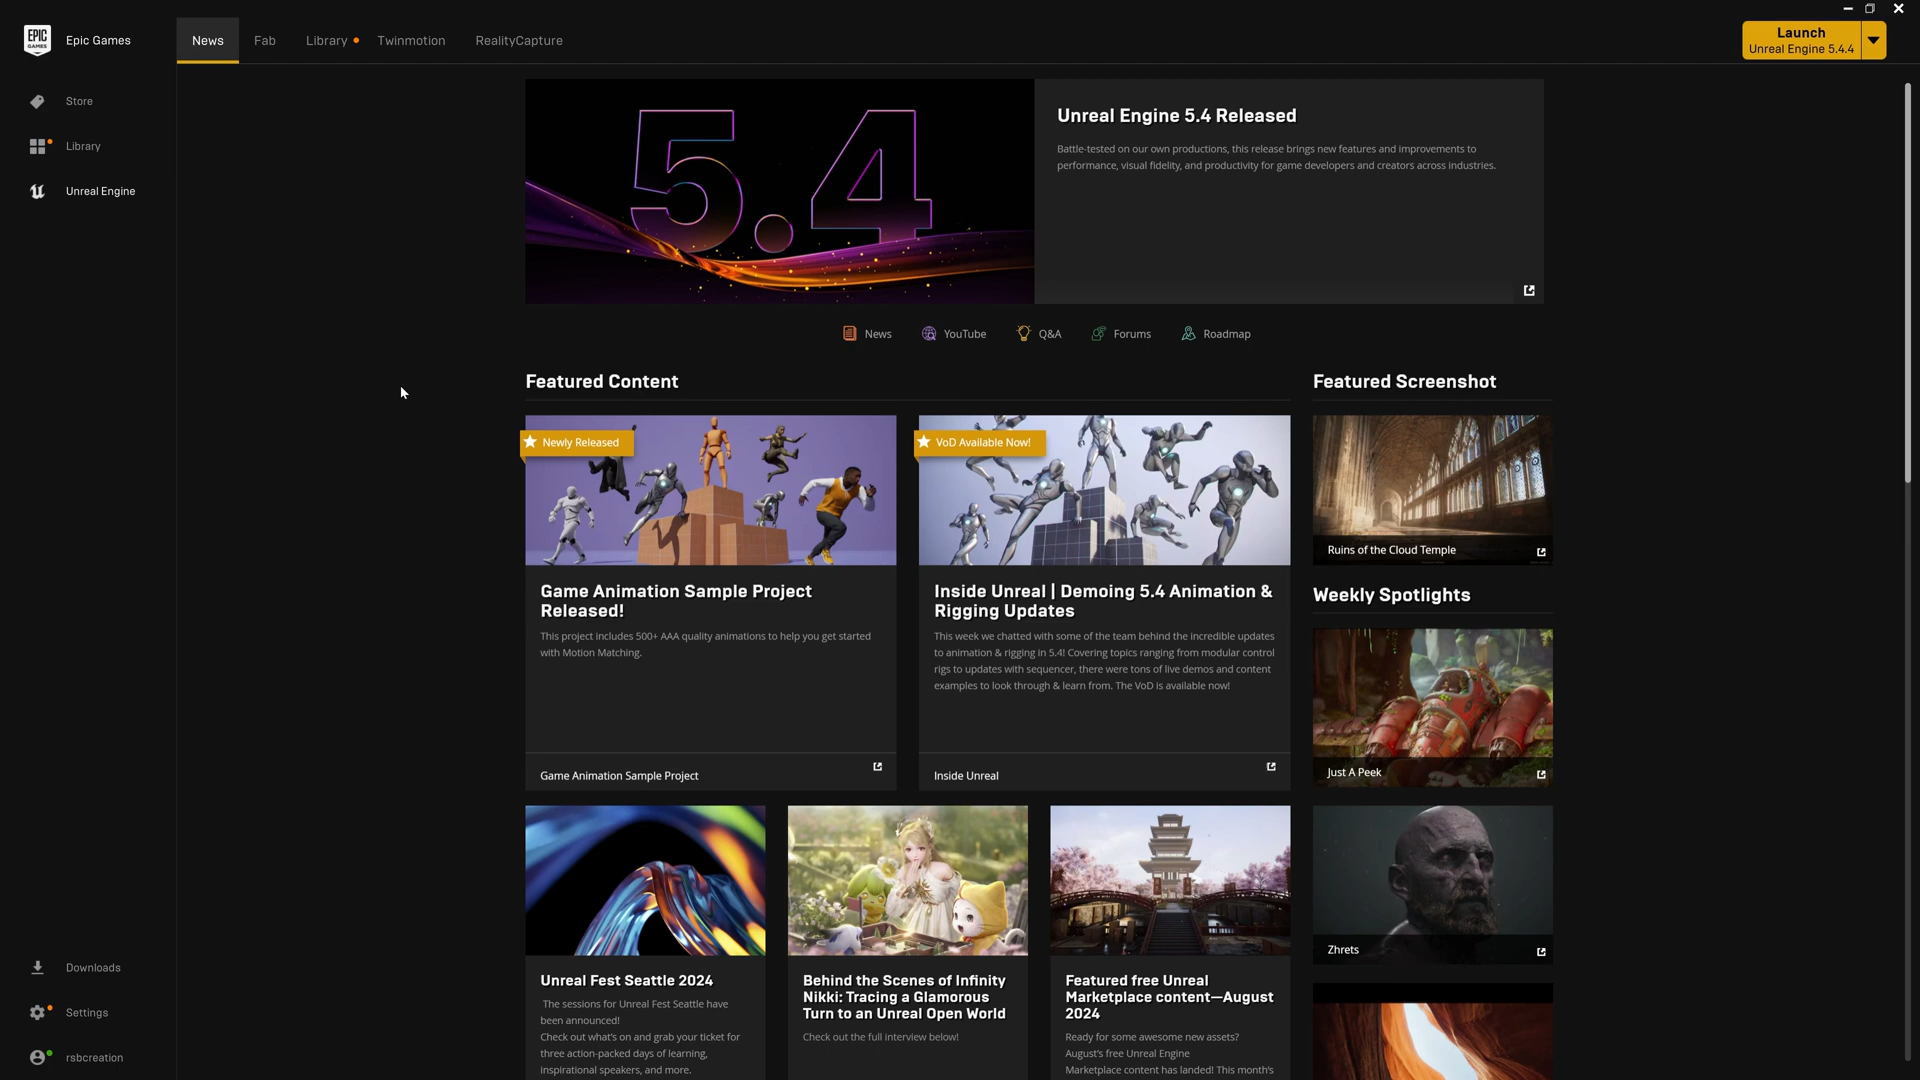 EPIC
GAMES
Epic Games
News
Fab
Library
Twinmotion
RealityCapture
Launch
Unreal Engine 5.4.4
Store
Library
Unreal Engine
5.4
Unreal Engine 5.4 Released
Battle-tested on our own productions, this release brings new features and improvements to
performance, visual fidelity, and productivity for game developers and creators across industries.
News
YouTube
Q&A
Forums
Roadmap
Featured Content
Featured Screenshot
Newly Released
VoD Available Now!
Ruins of the Cloud Temple
Game Animation Sample Project
Released!
This project includes 500+ AAA quality animations to help you get started
with Motion Matching.
Game Animation Sample Project
Inside Unreal | Demoing 5.4 Animation &
Rigging Updates
This week we chatted with some of the team behind the incredible updates
to animation & rigging in 5.4! Covering topics ranging from modular control
rigs to updates with sequencer, there were tons of live demos and content
examples to look through & learn from. The VoD is available now!
Inside Unreal
Weekly Spotlights
Just A Peek
Zhrets
Unreal Fest Seattle 2024
The sessions for Unreal Fest Seattle have
been announced!
Check out what's on and grab your ticket for
three action-packed days of learning,
inspirational speakers, and more.
Behind the Scenes of Infinity
Nikki: Tracing a Glamorous
Turn to an Unreal Open World
Check out the full interview below!
Featured free Unreal
Marketplace content—August
2024
Ready for some awesome new assets?
August's free Unreal Engine
Marketplace content has landed! This month's
Downloads
Settings
rsbcreation